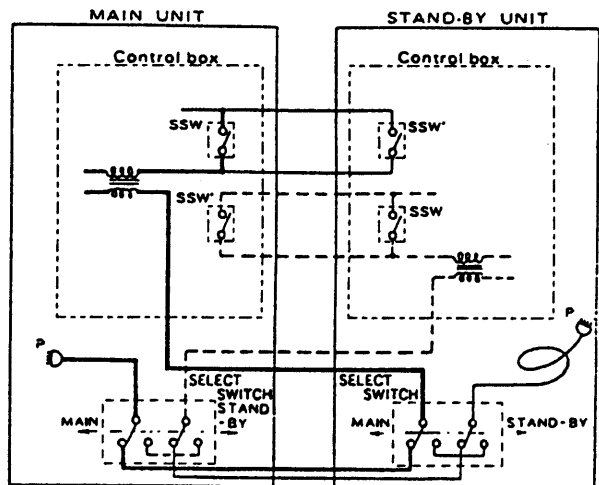 MAIN UNIT
STAND-BY UNIT
Control box
Control box
SSW
SSW'
SSW'
SSW
P
P
SELECT
SWITCH
STAND
-BY
MAIN
SELECT
SWITCH
MAIN
STAND-BY